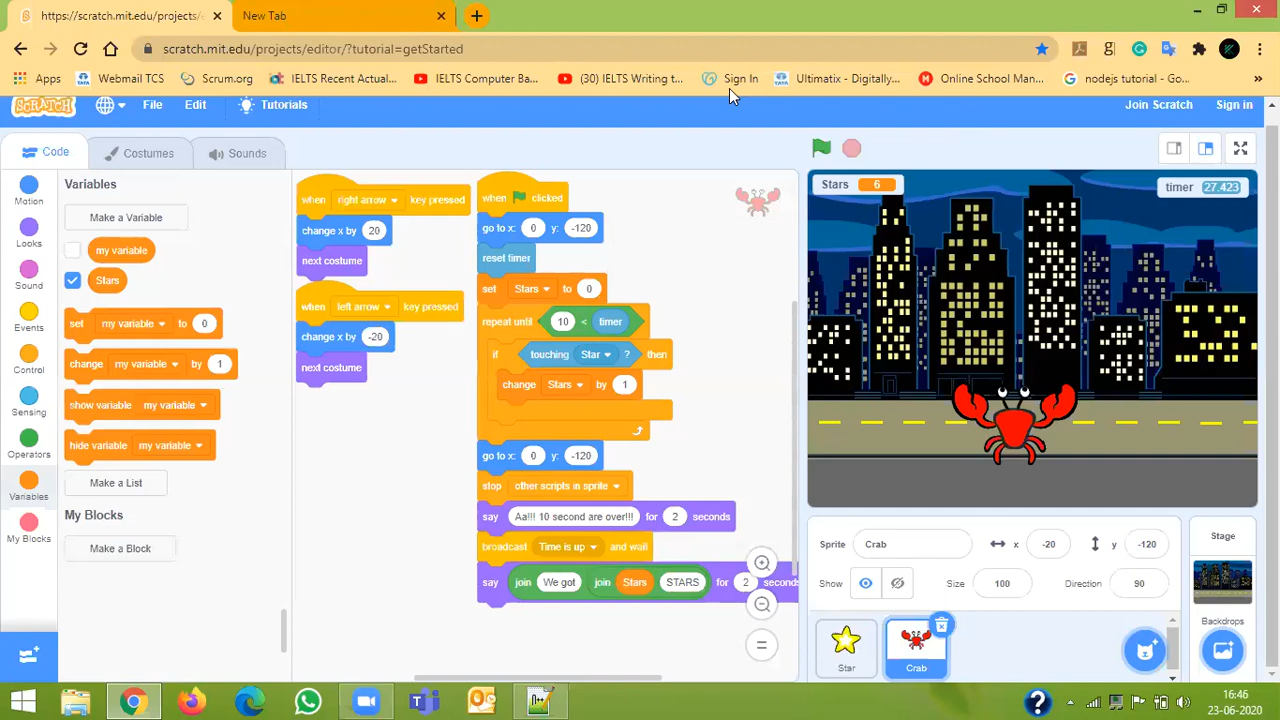 https://scratch.mit.edu/projects/e
New Tab
scratch.mit.edu/projects/editor/?tutorial=getStarted
Apps
Webmail TCS
Scrum.org
IELTS Recent Actual...
IELTS Computer Ba...
(30) IELTS Writing t...
Sign In
Ultimatix - Digitally...
Online School Man...
nodejs tutorial - Go...
SCRATCH
File
Edit
Tutorials
Join Scratch
Sign in
Code
Costumes
Sounds
Motion
Looks
Sound
Events
Control
Sensing
Operators
Variables
My Blocks
Variables
Make a Variable
my variable
Stars
set my variable to 0
change my variable by 1
show variable my variable
hide variable my variable
Make a List
My Blocks
Make a Block
when right arrow key pressed
change x by 20
next costume
when left arrow key pressed
change x by -20
next costume
when clicked
go to x: 0 y: -120
reset timer
set Stars to 0
repeat until 10 < timer
if touching Star ? then
change Stars by 1
go to x: 0 y: -120
stop other scripts in sprite
say Aa!!! 10 second are over!!! for 2 seconds
broadcast Time is up and wait
say join We got join Stars STARS for 2 seconds
Stars 6
timer 27.423
Sprite Crab x -20 y -120
Show Size 100 Direction 90
Star
Crab
Stage
Backdrops
16:46
23-06-2020